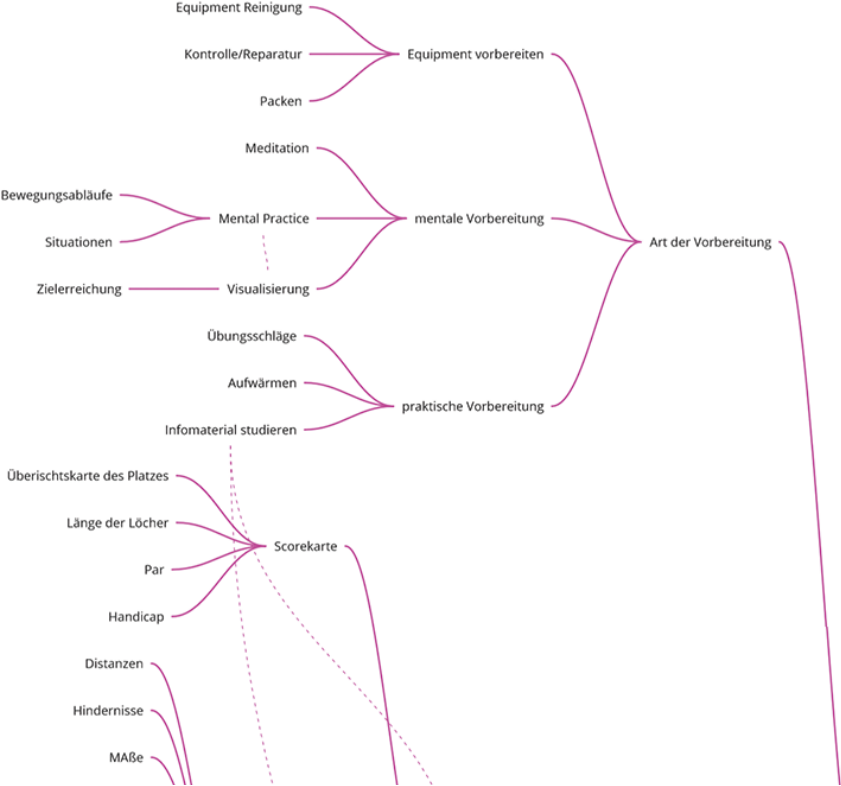 Equipment Reinigung
Kontrolle/Reparatur
Equipment vorbereiten
Packen
Meditation
Bewegungsabläufe
Mental Practice
mentale Vorbereitung
Situationen
Art der Vorbereitung
Zielerreichung
Visualisierung
Übungsschläge
Aufwärmen
praktische Vorbereitung
Infomaterial studieren
Überischtskarte des Platzes
Länge der Löcher
Scorekarte
Par
Handicap
Distanzen
Hindernisse
MAße